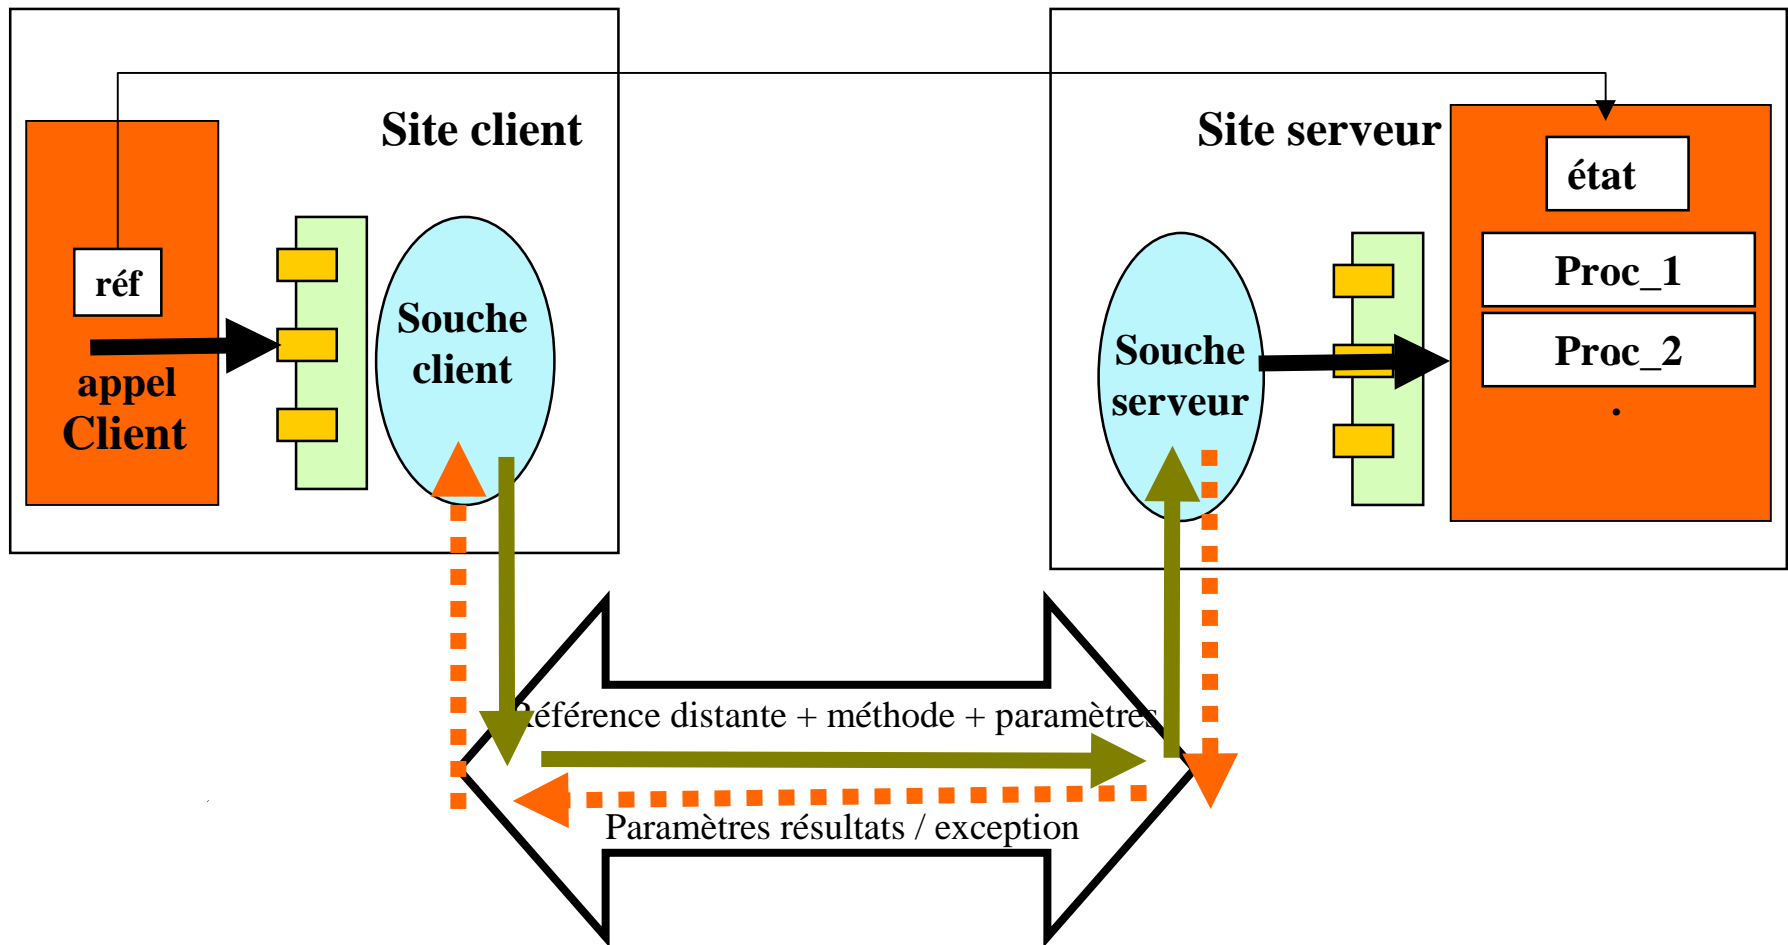 Site client
Site serveur
état
réf
Proc_1
Souche
client
Souche
serveur
Proc_2
appel
Client
.
Référence distante + méthode + paramètres
Paramètres résultats / exception